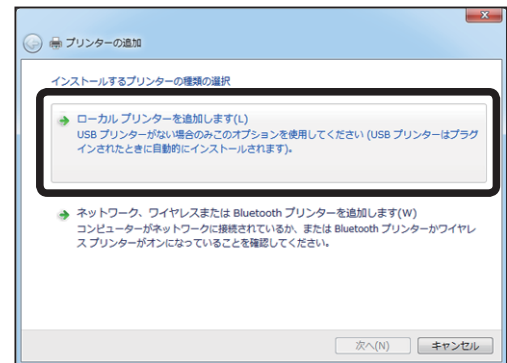 プリンターの追加
インストールするプリンターの種類の選択
ローカル プリンターを追加します(L)
USB プリンターがない場合のみこのオプションを使用してください (USB プリンターはプラグ
インされたときに自動的にインストールされます)。
ネットワーク、ワイヤレスまたは Bluetooth プリンターを追加します(W)
コンピューターがネットワークに接続されているか、または Bluetooth プリンターかワイヤレ
ス プリンターがオンになっていることを確認してください。
次へ(N)
キャンセル